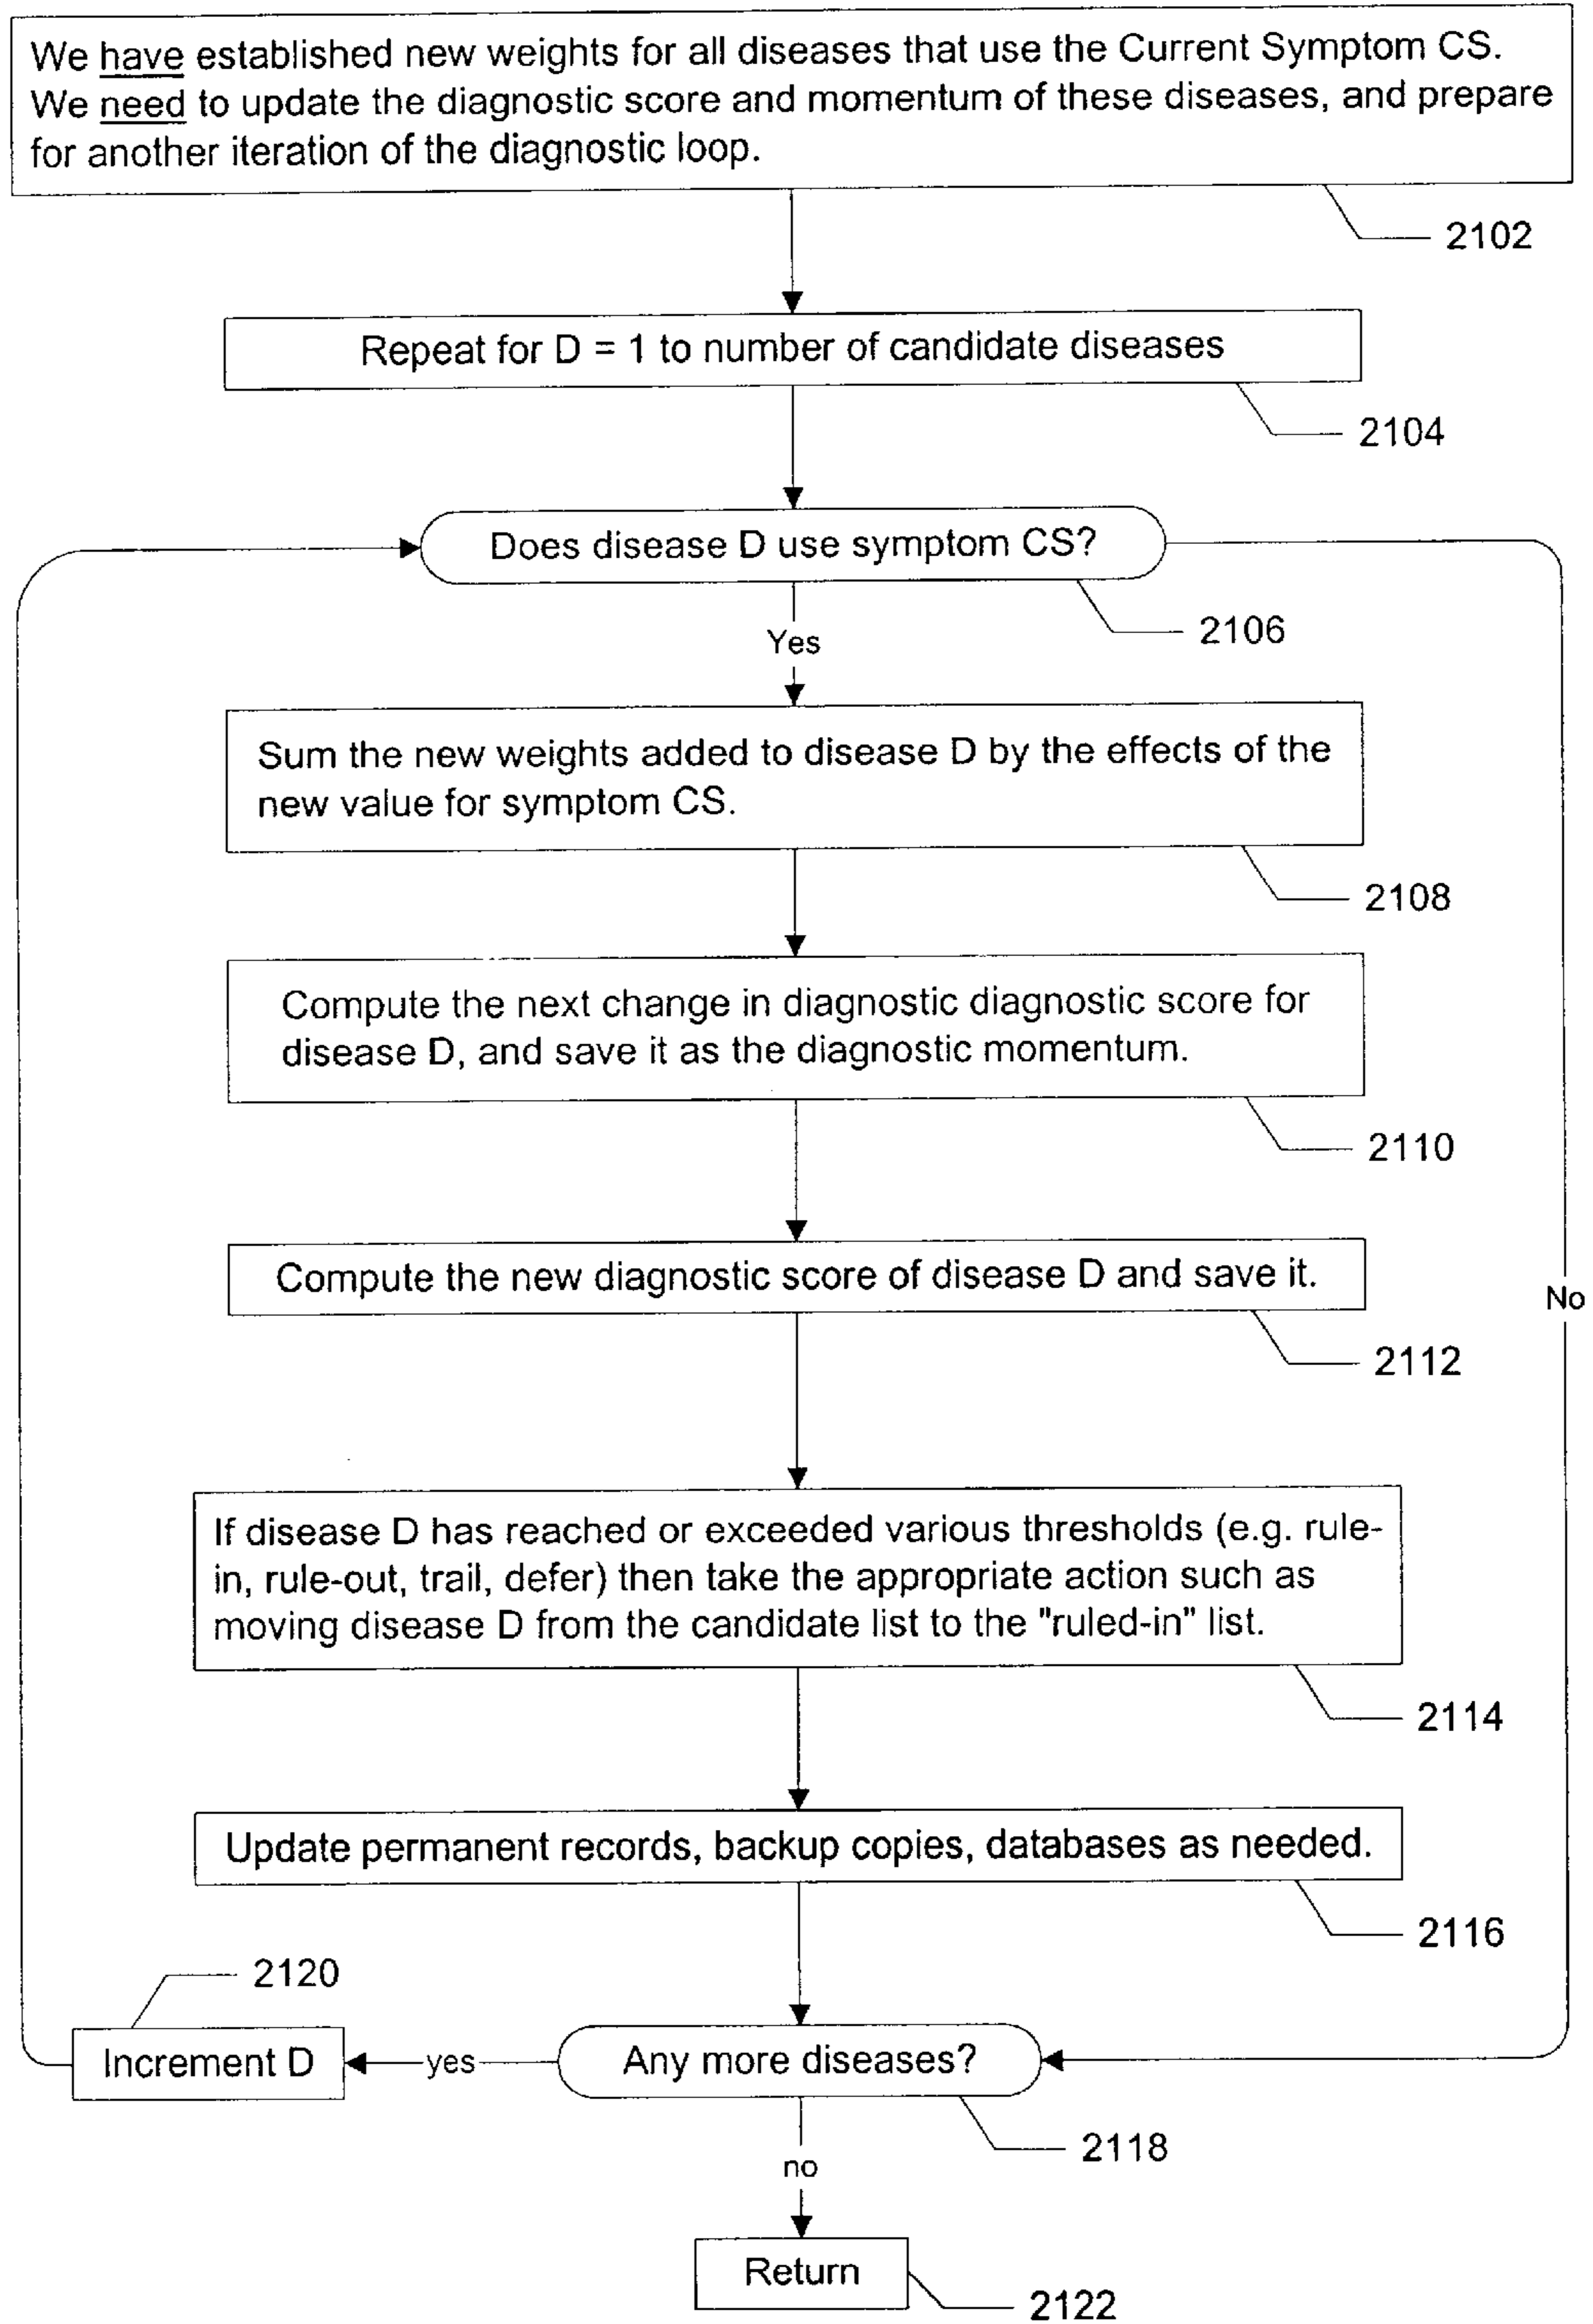 We have established new weights for all diseases that use the Current Symptom CS.
We need to update the diagnostic score and momentum of these diseases, and prepare
for another iteration of the diagnostic loop.
2102
Repeat for D = 1 to number of candidate diseases
2104
Does disease D use symptom CS?
2106
Yes
Sum the new weights added to disease D by the effects of the
new value for symptom CS.
2108
Compute the next change in diagnostic diagnostic score for
disease D, and save it as the diagnostic momentum.
2110
Compute the new diagnostic score of disease D and save it.
No
2112
If disease D has reached or exceeded various thresholds (e.g. rule-
in, rule-out, trail, defer) then take the appropriate action such as
moving disease D from the candidate list to the "ruled-in" list.
2114
Update permanent records, backup copies, databases as needed.
2116
2120
Increment D
yes
Any more diseases?
2118
no
Return
2122